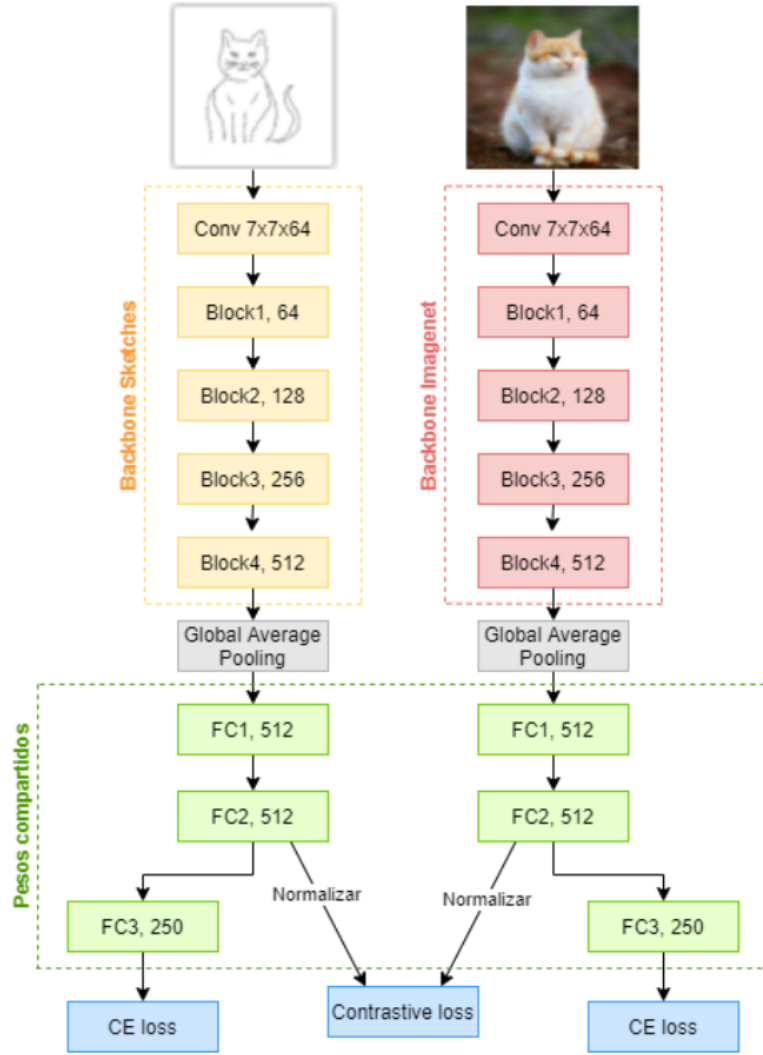 Conv 7x7x64
Block1, 64
Block2, 128
Block3, 256
Block4, 512
Backbone Sketches
Conv 7x7x64
Block1, 64
Block2, 128
Block3, 256
Block4, 512
Backbone Imagenet
Global Average
Pooling
Global Average
Pooling
Pesos compartidos
FC1, 512
FC1, 512
FC2, 512
FC2, 512
Normalizar
Normalizar
FC3, 250
FC3, 250
CE loss
Contrastive loss
CE loss